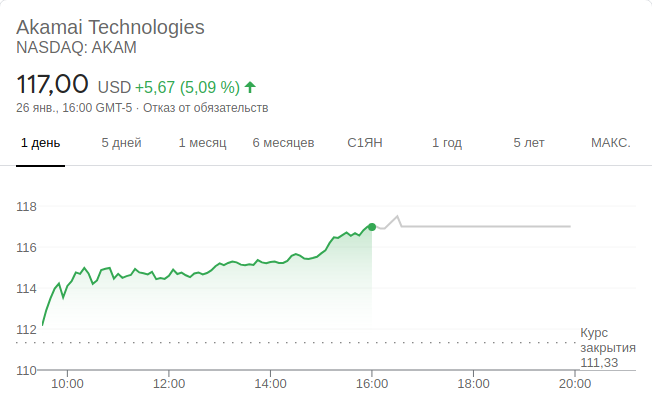 Akamai Technologies
NASDAQ: AKAM
117,00 USD +5,67 (5,09 %)
26 янв., 16:00 GMT-5 · Отказ от обязательств
1 день 5 дней 1 месяц 6 месяцев С1ЯН 1 год 5 лет МАКС.
118
116
114
112
Курс
закрытия
111,33
110
10:00 12:00 14:00 16:00 18:00 20:00